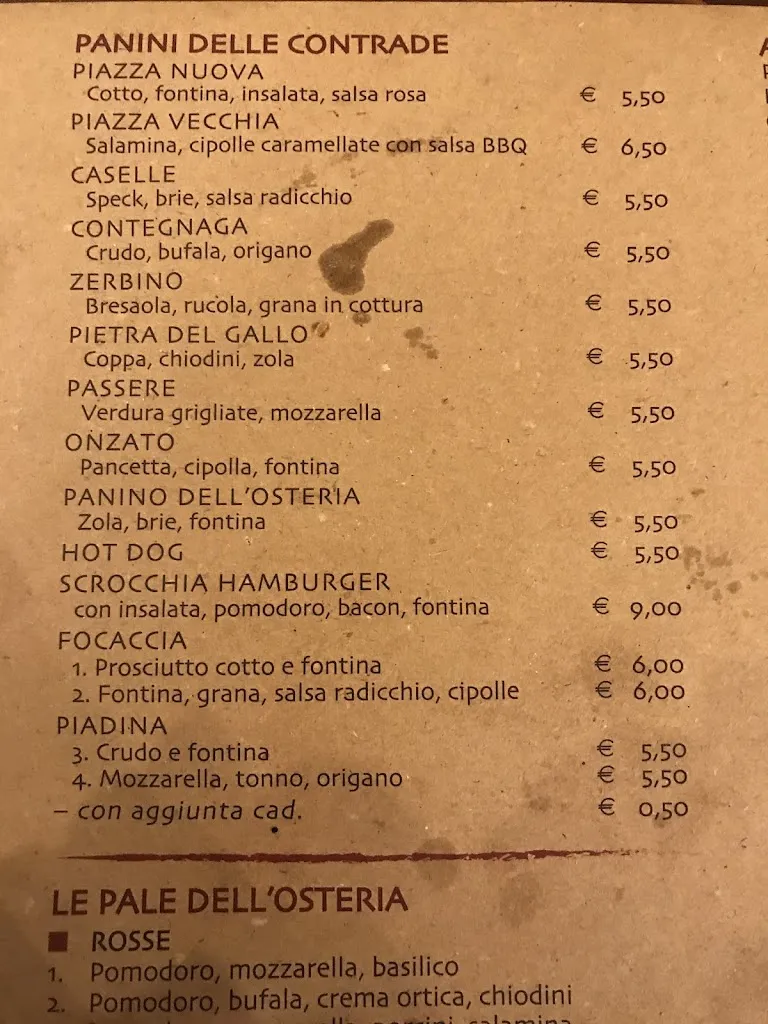 PANINI DELLE CONTRADE
PIAZZA NUOVA
Cotto, fontina, insalata, salsa rosa € 5,50
PIAZZA VECCHIA
Salamina, cipolle caramellate con salsa BBQ € 6,50
CASELLE
Speck, brie, salsa radicchio € 5,50
CONTEGNAGA
Crudo, bufala, origano € 5,50
ZERBINO
Bresaola, rucola, grana in cottura € 5,50
PIETRA DEL GALLO
Coppa, chiodini, zola € 5,50
PASSERE
Verdura grigliate, mozzarella € 5,50
ONZATO
Pancetta, cipolla, fontina € 5,50
PANINO DELL'OSTERIA
Zola, brie, fontina € 5,50
HOT DOG € 5,50
SCROCCHIA HAMBURGER
con insalata, pomodoro, bacon, fontina € 9,00
FOCACCIA
1. Prosciutto cotto e fontina € 6,00
2. Fontina, grana, salsa radicchio, cipolle € 6,00
PIADINA
3. Crudo e fontina € 5,50
4. Mozzarella, tonno, origano € 5,50
– con aggiunta cad. € 0,50
LE PALE DELL'OSTERIA
ROSSE
1. Pomodoro, mozzarella, basilico
2. Pomodoro, bufala, crema ortica, chiodini